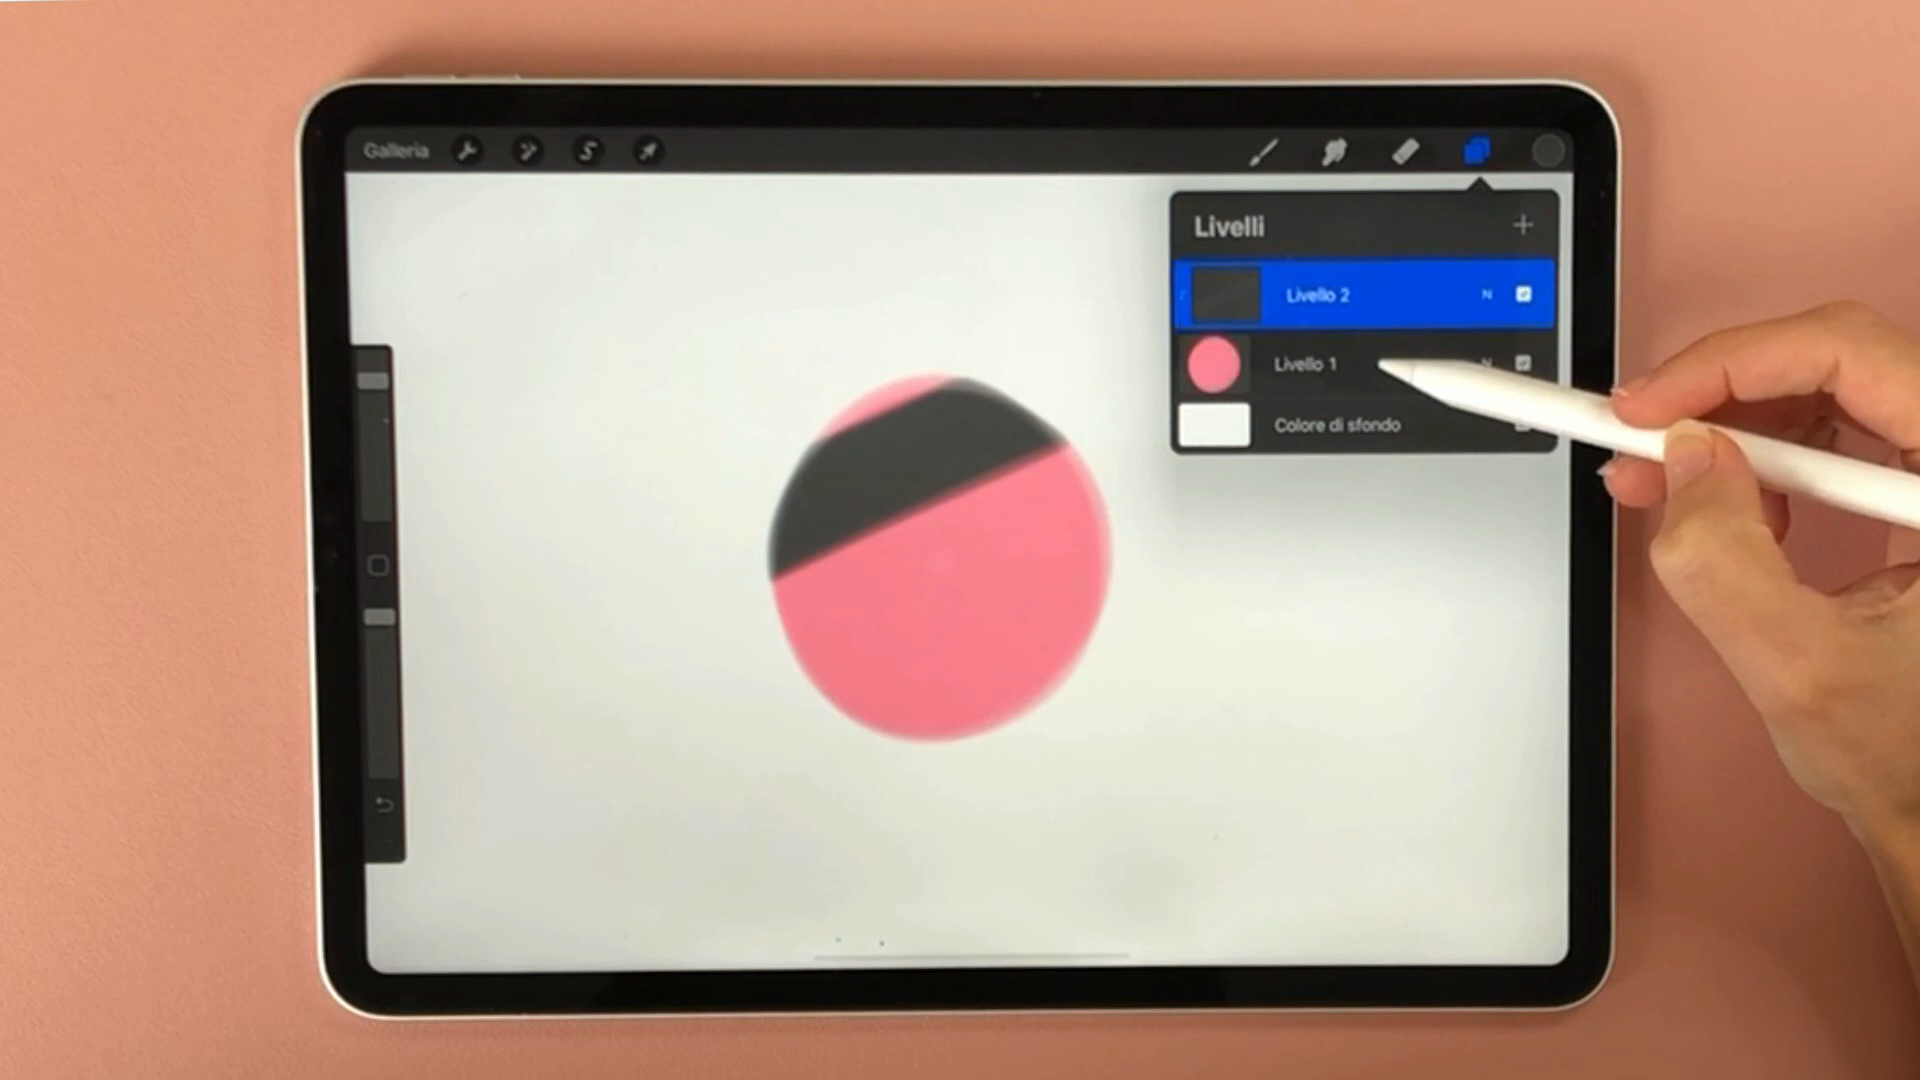 Galleria
Livelli
Livello 2 N
Livello 1 N
Colore di sfondo